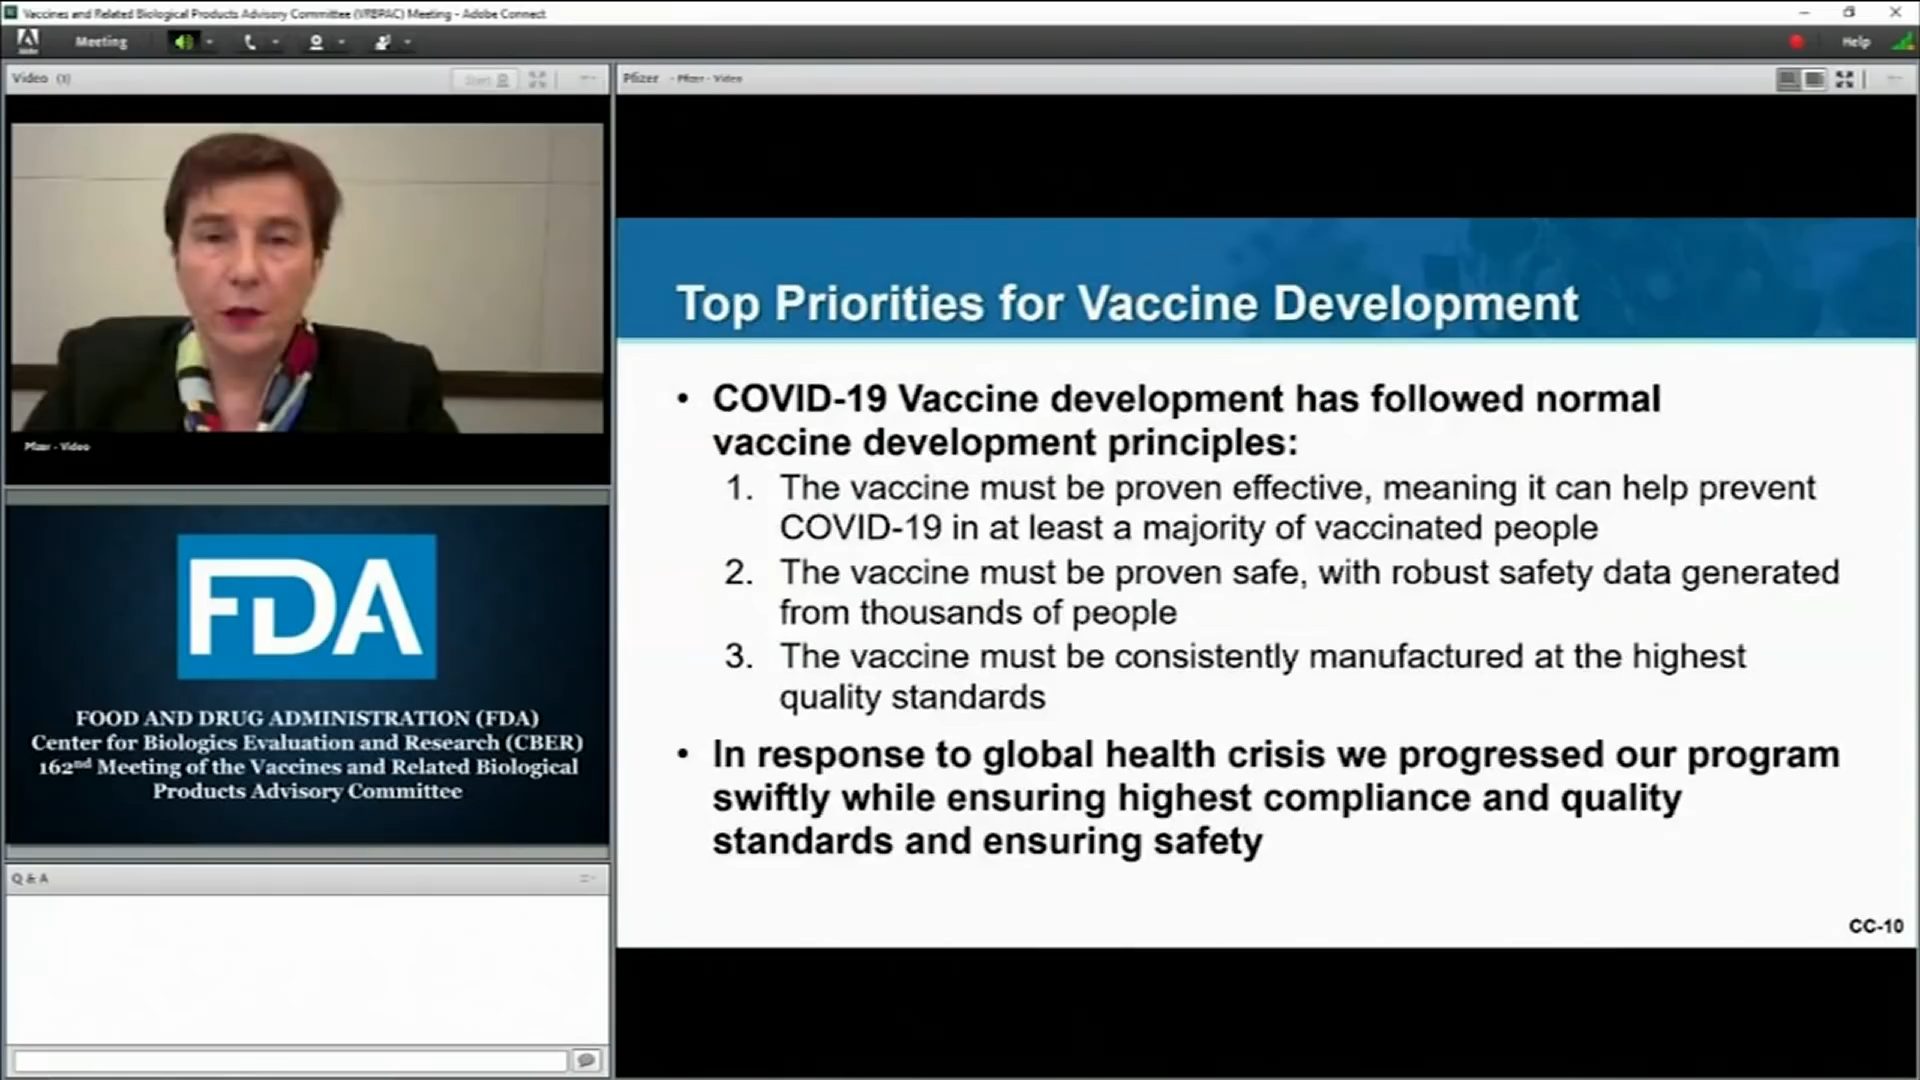 Vaccines and Related Biological Products Advisory Committee (VRBPAC) Meeting - Adobe Connect
Meeting
Help
Video (1)
Start
Pfizer - Pfizer - Video
Pfizer - Video
FDA
FOOD AND DRUG ADMINISTRATION (FDA)
Center for Biologics Evaluation and Research (CBER)
162nd Meeting of the Vaccines and Related Biological
Products Advisory Committee
Q & A
Top Priorities for Vaccine Development
• COVID-19 Vaccine development has followed normal
vaccine development principles:
1. The vaccine must be proven effective, meaning it can help prevent
COVID-19 in at least a majority of vaccinated people
2. The vaccine must be proven safe, with robust safety data generated
from thousands of people
3. The vaccine must be consistently manufactured at the highest
quality standards
• In response to global health crisis we progressed our program
swiftly while ensuring highest compliance and quality
standards and ensuring safety
CC-10